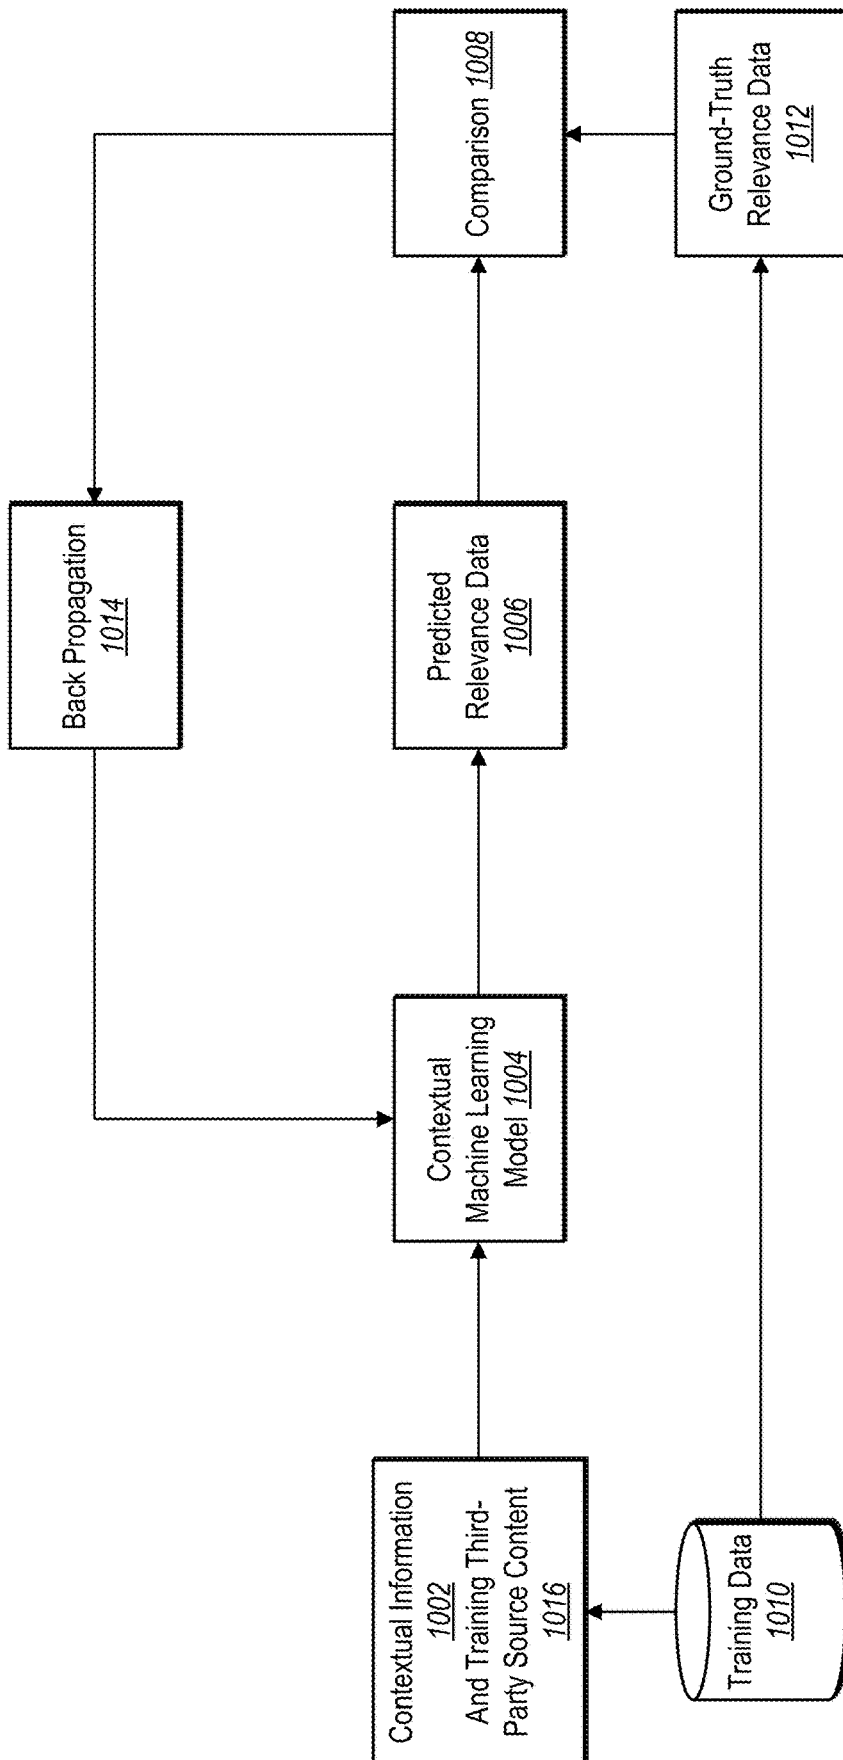 Back Propagation
1014
Contextual Information
1002
And Training Third-
Party Source Content
1016
Contextual
Machine Learning
Model 1004
Predicted
Relevance Data
1006
Comparison 1008
Training Data
1010
Ground-Truth
Relevance Data
1012